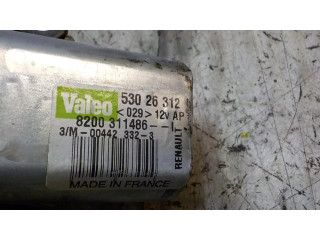 Valeo 530 26 312
<029> 12V AP
8200 311486--I
3/M-00442 332-3
RENAULT
MADE IN FRANCE